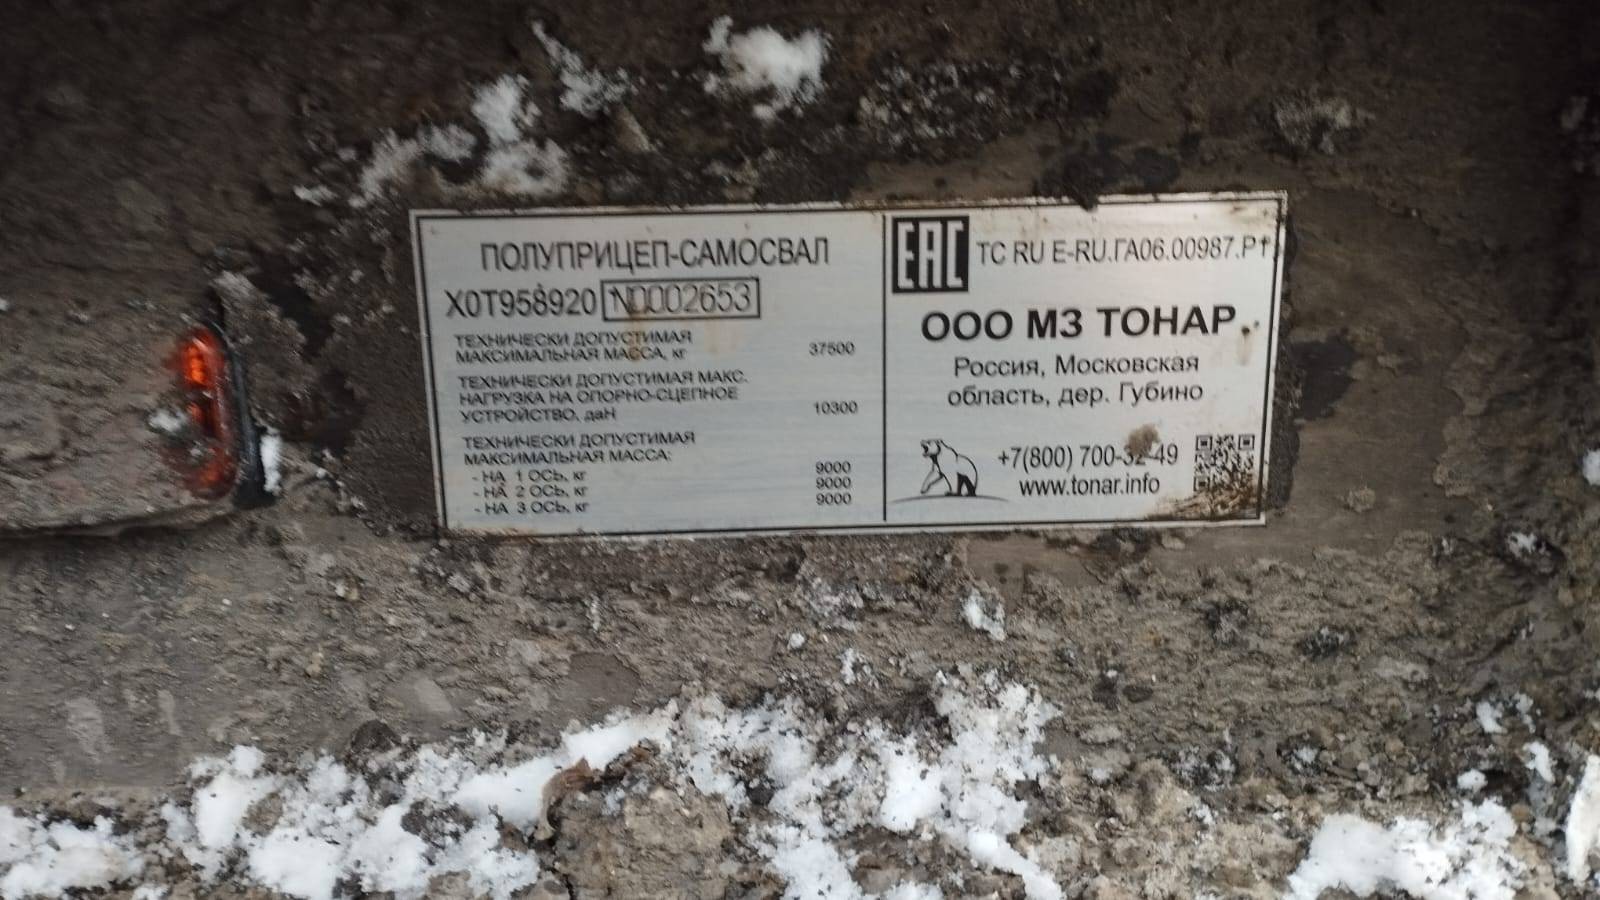 ПОЛУПРИЦЕП-САМОСВАЛ
X0T958920 N0002653
ТЕХНИЧЕСКИ ДОПУСТИМАЯ
МАКСИМАЛЬНАЯ МАССА, кг 37500
ТЕХНИЧЕСКИ ДОПУСТИМАЯ МАКС.
НАГРУЗКА НА ОПОРНО-СЦЕПНОЕ
УСТРОЙСТВО, даН 10300
ТЕХНИЧЕСКИ ДОПУСТИМАЯ
МАКСИМАЛЬНАЯ МАССА:
- НА 1 ОСЬ, кг 9000
- НА 2 ОСЬ, кг 9000
- НА 3 ОСЬ, кг 9000
EAC TC RU E-RU.ГА06.00987.Р1
ООО МЗ ТОНАР
Россия, Московская
область, дер. Губино
+7(800) 700-32-49
www.tonar.info